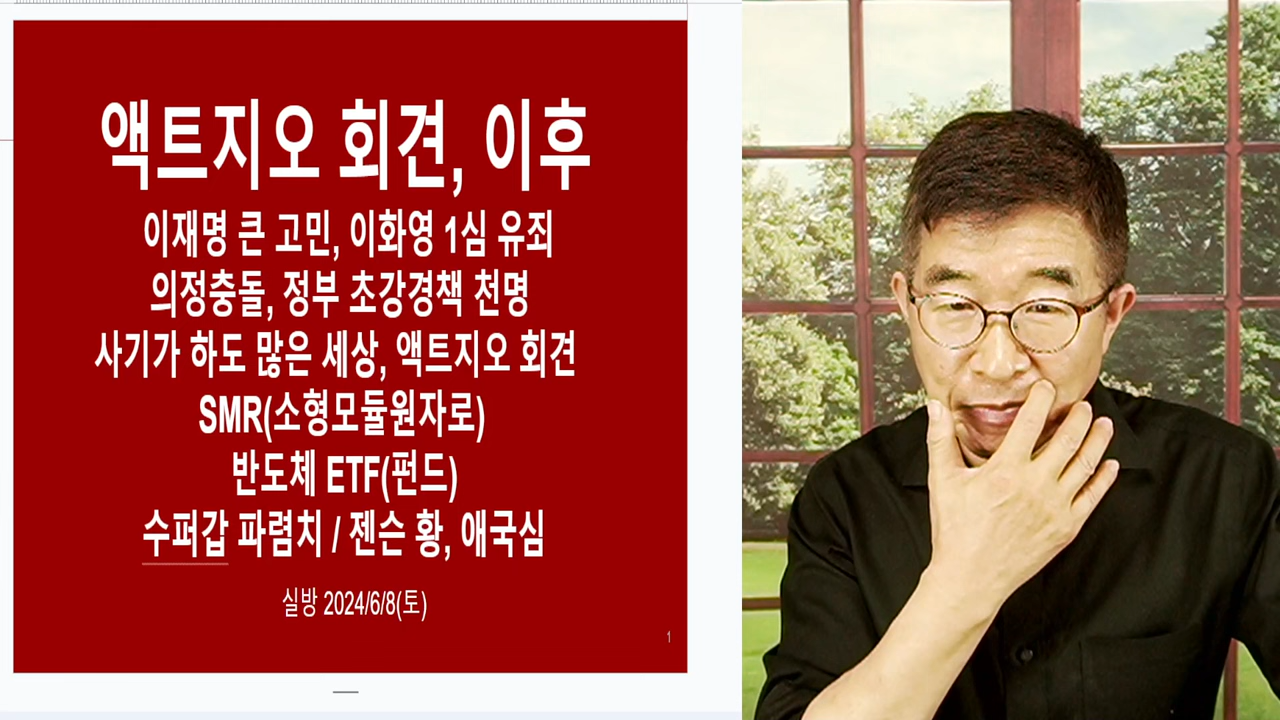 액트지오 회견, 이후
이재명 큰 고민, 이화영 1심 유죄
의정충돌, 정부 초강경책 천명
사기가 하도 많은 세상, 액트지오 회견
SMR(소형모듈원자로)
반도체 ETF(펀드)
수퍼갑 파렴치 / 젠슨 황, 애국심
실방 2024/6/8(토)
1